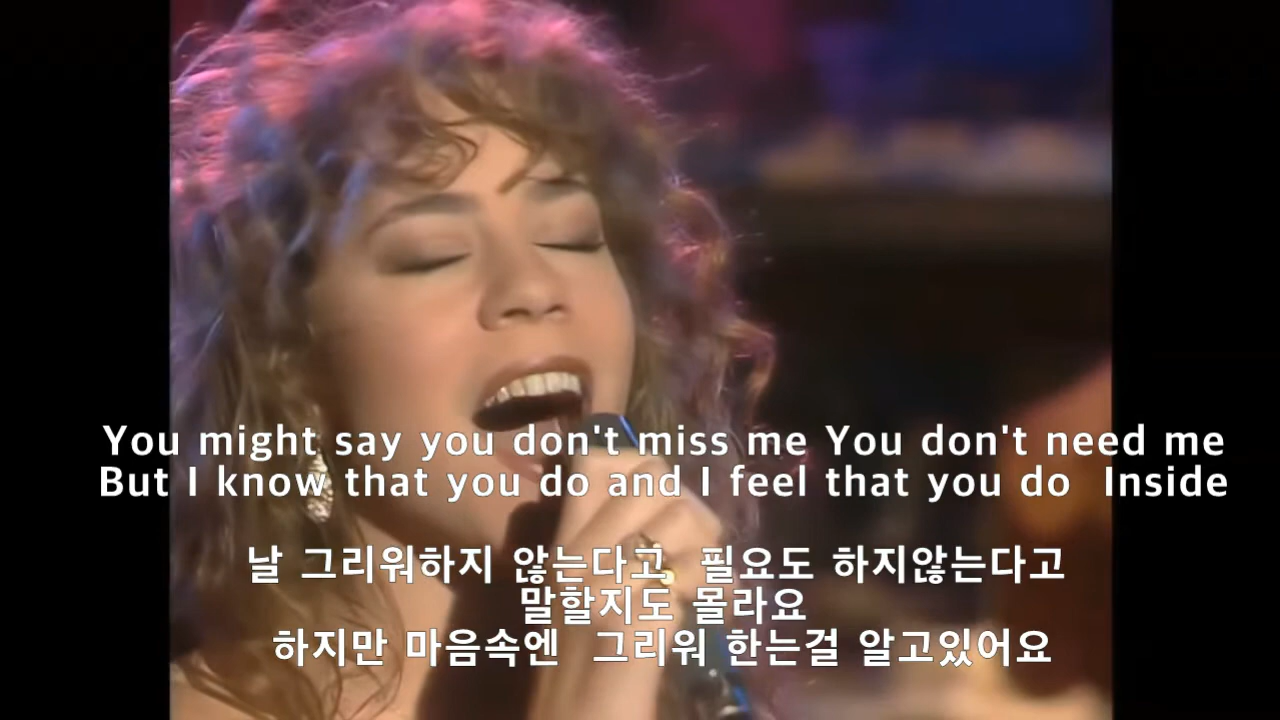 You might say you don't miss me You don't need me
But I know that you do and I feel that you do  Inside
날 그리워하지 않는다고  필요도 하지않는다고
말할지도 몰라요
하지만 마음속엔  그리워 한는걸 알고있어요